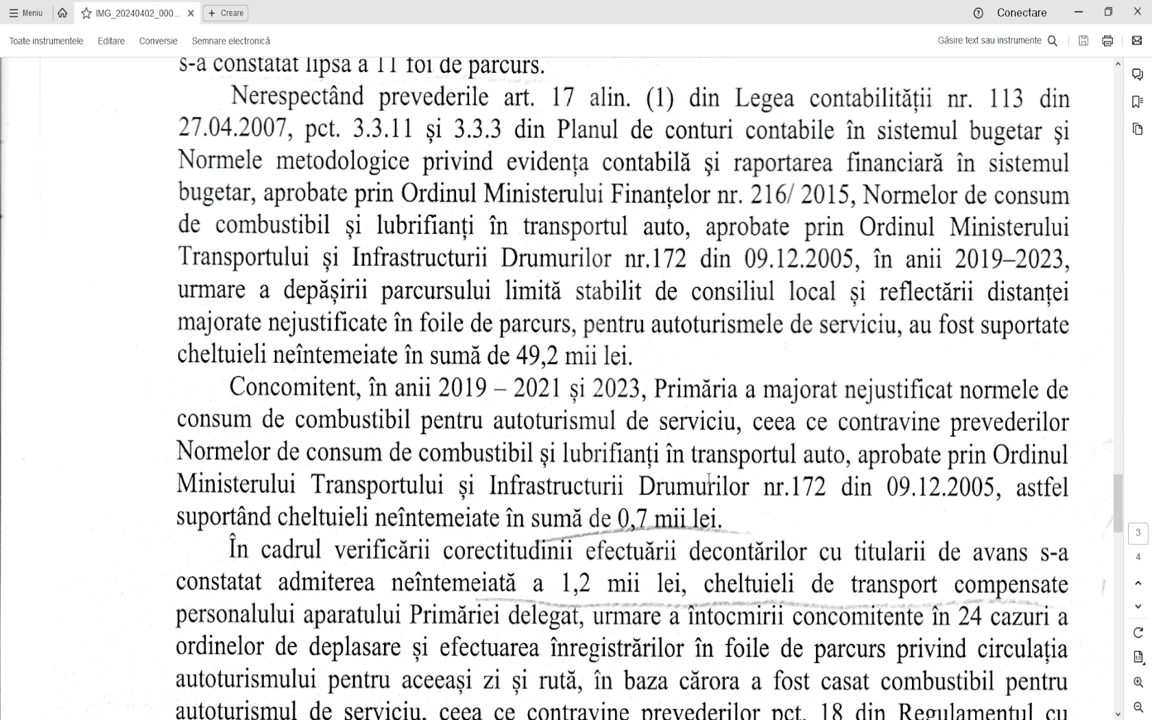 Meniu IMG_20240402_000... × + Creare Conectare
Toate instrumentele Editare Conversie Semnare electronică Găsire text sau instrumente
s-a constatat lipsa a 11 foi de parcurs.
Nerespectând prevederile art. 17 alin. (1) din Legea contabilității nr. 113 din
27.04.2007, pct. 3.3.11 și 3.3.3 din Planul de conturi contabile în sistemul bugetar și
Normele metodologice privind evidența contabilă și raportarea financiară în sistemul
bugetar, aprobate prin Ordinul Ministerului Finanțelor nr. 216/ 2015, Normelor de consum
de combustibil și lubrifianți în transportul auto, aprobate prin Ordinul Ministerului
Transportului și Infrastructurii Drumurilor nr.172 din 09.12.2005, în anii 2019–2023,
urmare a depășirii parcursului limită stabilit de consiliul local și reflectării distanței
majorate nejustificate în foile de parcurs, pentru autoturismele de serviciu, au fost suportate
cheltuieli neîntemeiate în sumă de 49,2 mii lei.
Concomitent, în anii 2019 – 2021 și 2023, Primăria a majorat nejustificat normele de
consum de combustibil pentru autoturismul de serviciu, ceea ce contravine prevederilor
Normelor de consum de combustibil și lubrifianți în transportul auto, aprobate prin Ordinul
Ministerului Transportului și Infrastructurii Drumurilor nr.172 din 09.12.2005, astfel
suportând cheltuieli neîntemeiate în sumă de 0,7 mii lei.
În cadrul verificării corectitudinii efectuării decontărilor cu titularii de avans s-a
constatat admiterea neîntemeiată a 1,2 mii lei, cheltuieli de transport compensate
personalului aparatului Primăriei delegat, urmare a întocmirii concomitente în 24 cazuri a
ordinelor de deplasare și efectuarea înregistrărilor în foile de parcurs privind circulația
autoturismului pentru aceeași zi și rută, în baza cărora a fost casat combustibil pentru
autoturismul de serviciu, ceea ce contravine prevederilor pct. 18 din Regulamentul cu
3
4